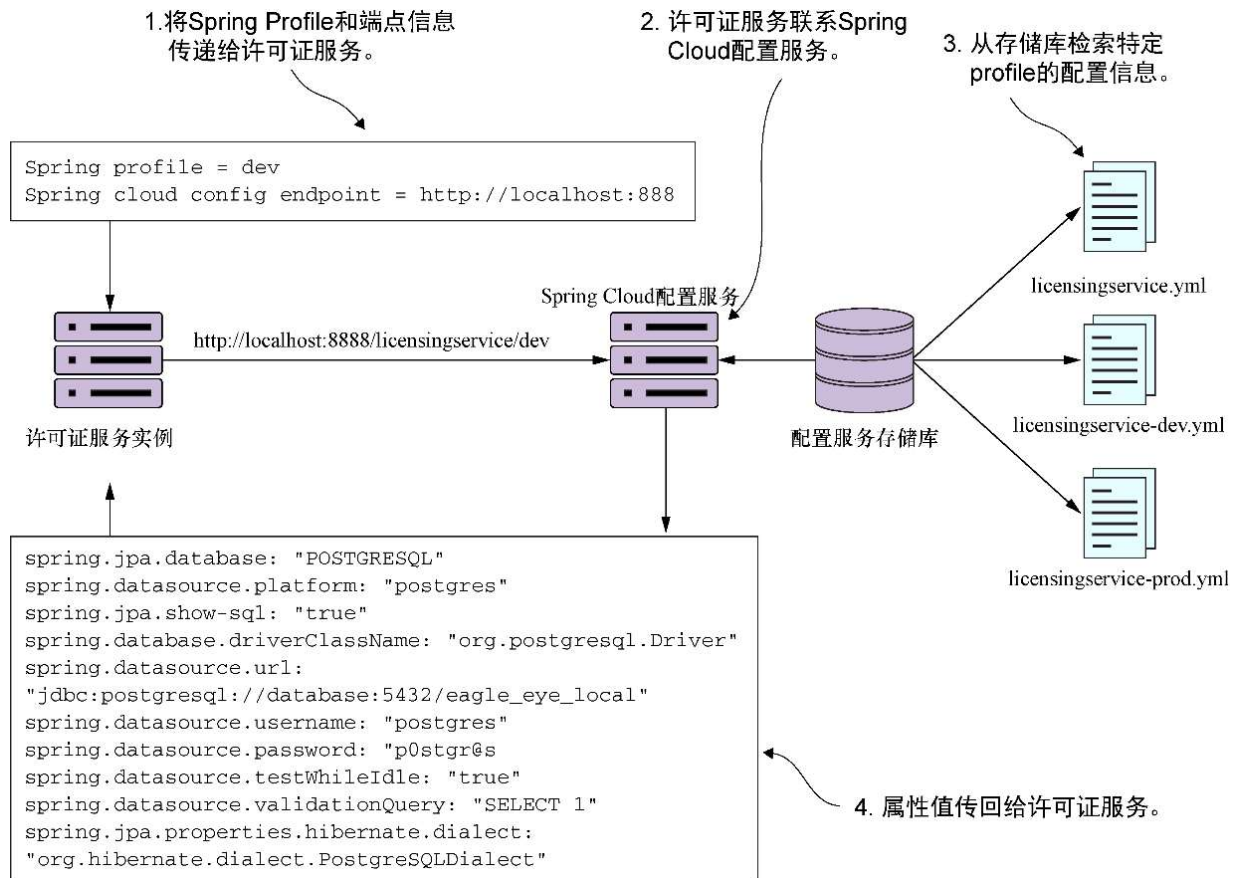 1.将Spring Profile和端点信息
传递给许可证服务。
2. 许可证服务联系Spring
Cloud配置服务。
3. 从存储库检索特定
profile的配置信息。
Spring profile = dev
Spring cloud config endpoint = http://localhost:888
Spring Cloud配置服务
http://localhost:8888/licensingservice/dev
许可证服务实例
配置服务存储库
licensingservice.yml
licensingservice-dev.yml
licensingservice-prod.yml
spring.jpa.database: "POSTGRESQL"
spring.datasource.platform: "postgres"
spring.jpa.show-sql: "true"
spring.database.driverClassName: "org.postgresql.Driver"
spring.datasource.url:
"jdbc:postgresql://database:5432/eagle_eye_local"
spring.datasource.username: "postgres"
spring.datasource.password: "p0stgr@s
spring.datasource.testWhileIdle: "true"
spring.datasource.validationQuery: "SELECT 1"
spring.jpa.properties.hibernate.dialect:
"org.hibernate.dialect.PostgreSQLDialect"
4. 属性值传回给许可证服务。